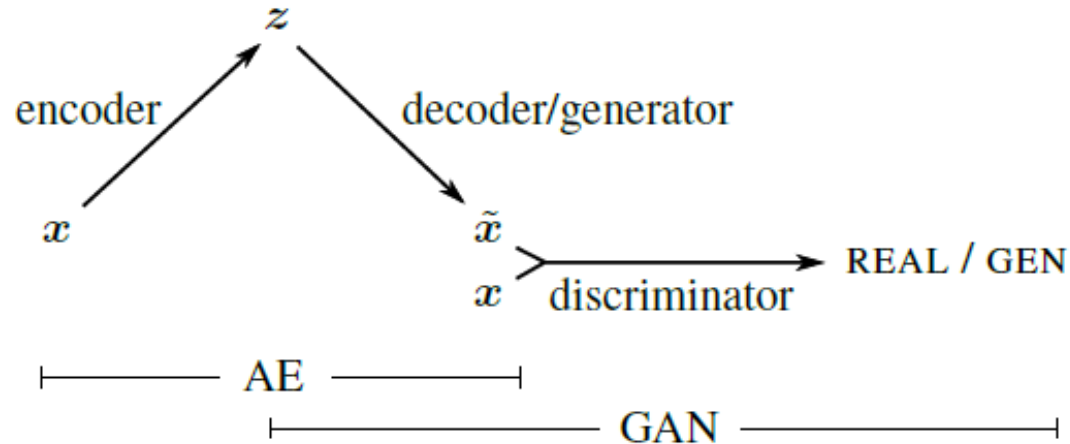 z
encoder
decoder/generator
x
x̃
x
discriminator
REAL / GEN
AE
GAN